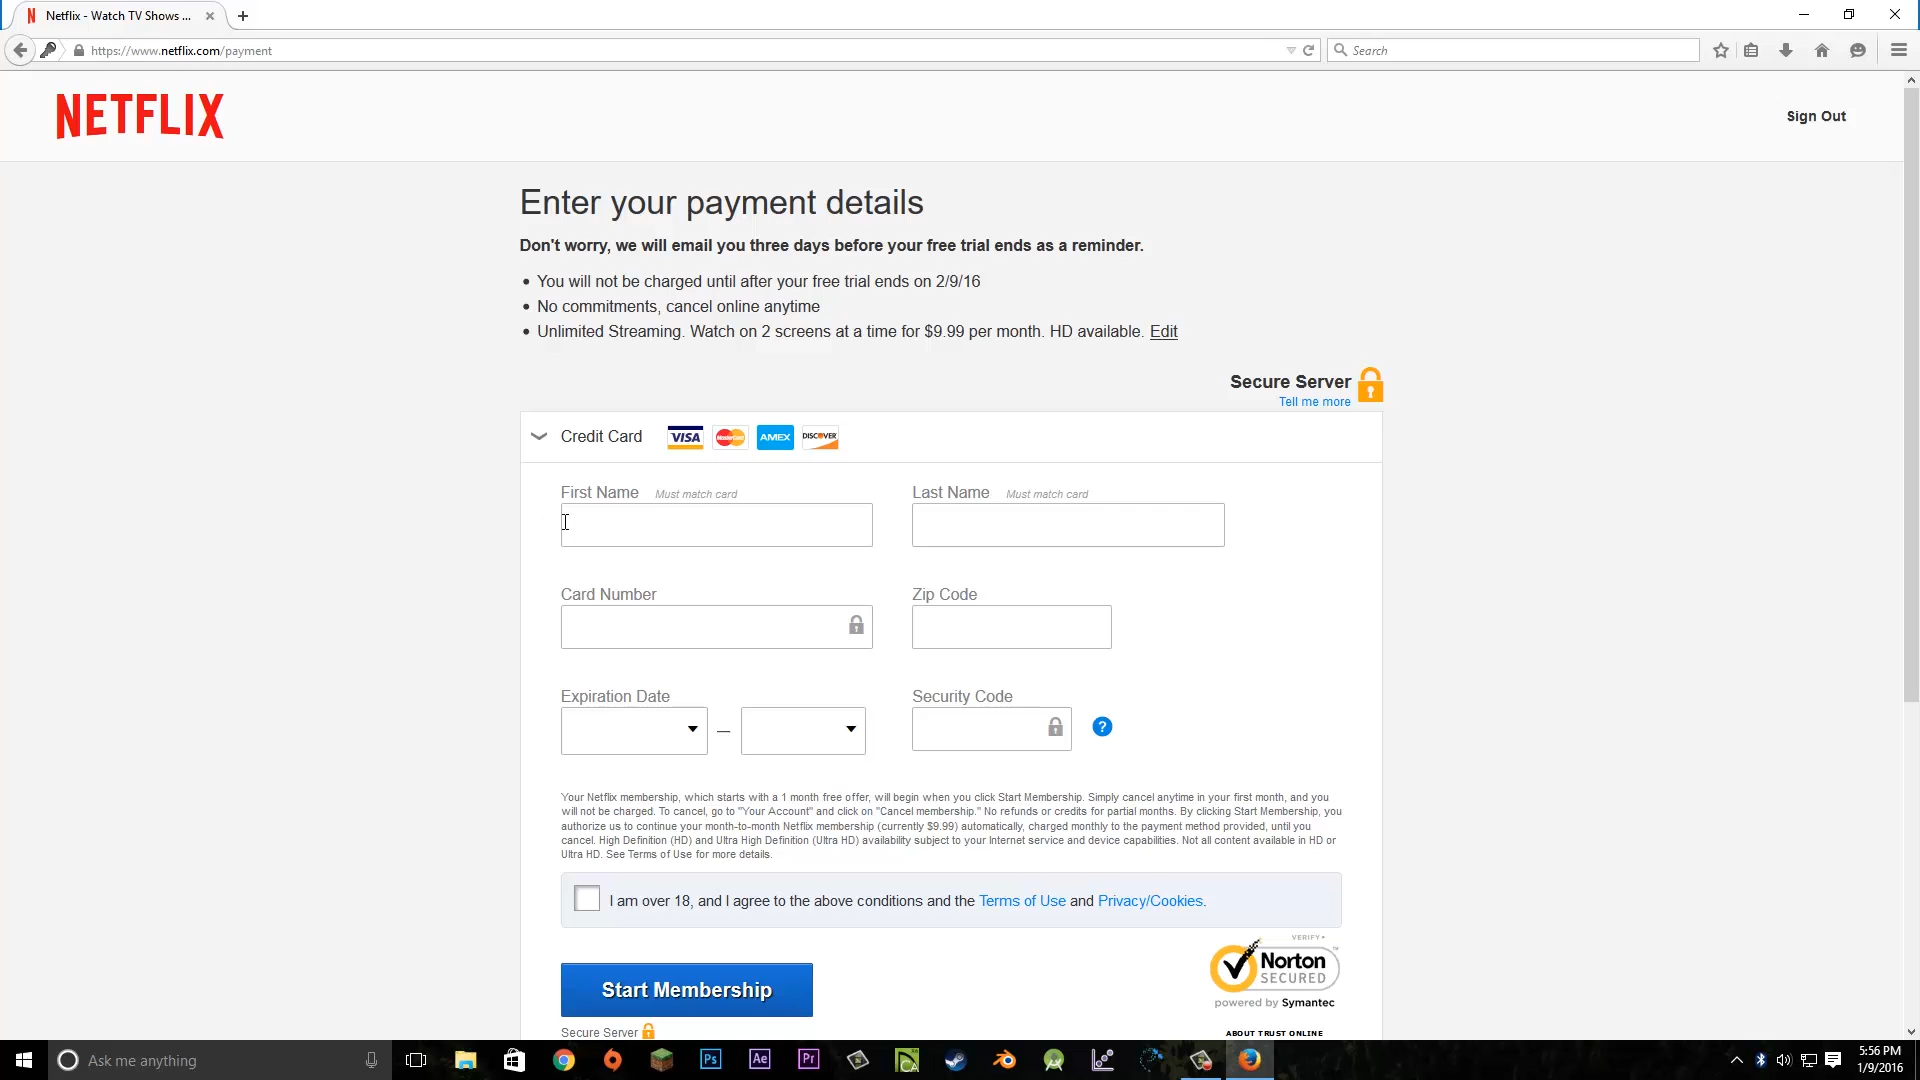 Netflix - Watch TV Shows ...
https://www.netflix.com/payment
Search
NETFLIX
Sign Out
Enter your payment details
Don't worry, we will email you three days before your free trial ends as a reminder.
You will not be charged until after your free trial ends on 2/9/16
No commitments, cancel online anytime
Unlimited Streaming. Watch on 2 screens at a time for $9.99 per month. HD available. Edit
Secure Server
Tell me more
Credit Card VISA MasterCard AMEX DISCOVER
First Name Must match card
Last Name Must match card
Card Number
Zip Code
Expiration Date
Security Code
?
Your Netflix membership, which starts with a 1 month free offer, will begin when you click Start Membership. Simply cancel anytime in your first month, and you
will not be charged. To cancel, go to "Your Account" and click on "Cancel membership." No refunds or credits for partial months. By clicking Start Membership, you
authorize us to continue your month-to-month Netflix membership (currently $9.99) automatically, charged monthly to the payment method provided, until you
cancel. High Definition (HD) and Ultra High Definition (Ultra HD) availability subject to your Internet service and device capabilities. Not all content available in HD or
Ultra HD. See Terms of Use for more details.
I am over 18, and I agree to the above conditions and the Terms of Use and Privacy/Cookies.
VERIFY
Norton
SECURED
powered by Symantec
ABOUT TRUST ONLINE
Start Membership
Secure Server
Ask me anything
Ps
Ae
Pr
CA
5:56 PM
1/9/2016